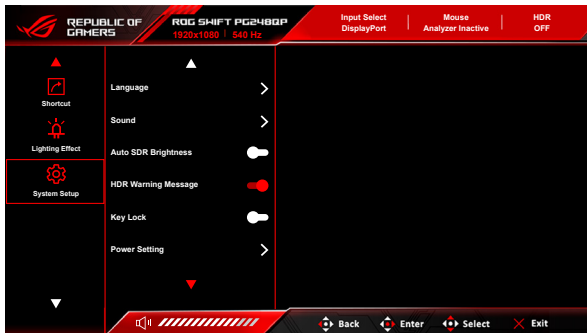 REPUBLIC OF
GAMERS
ROG SWIFT PG248QP
1920x1080 | 540 Hz
Input Select
DisplayPort
Mouse
Analyzer Inactive
HDR
OFF
Shortcut
Lighting Effect
System Setup
Language
Sound
Auto SDR Brightness
HDR Warning Message
Key Lock
Power Setting
Back
Enter
Select
Exit